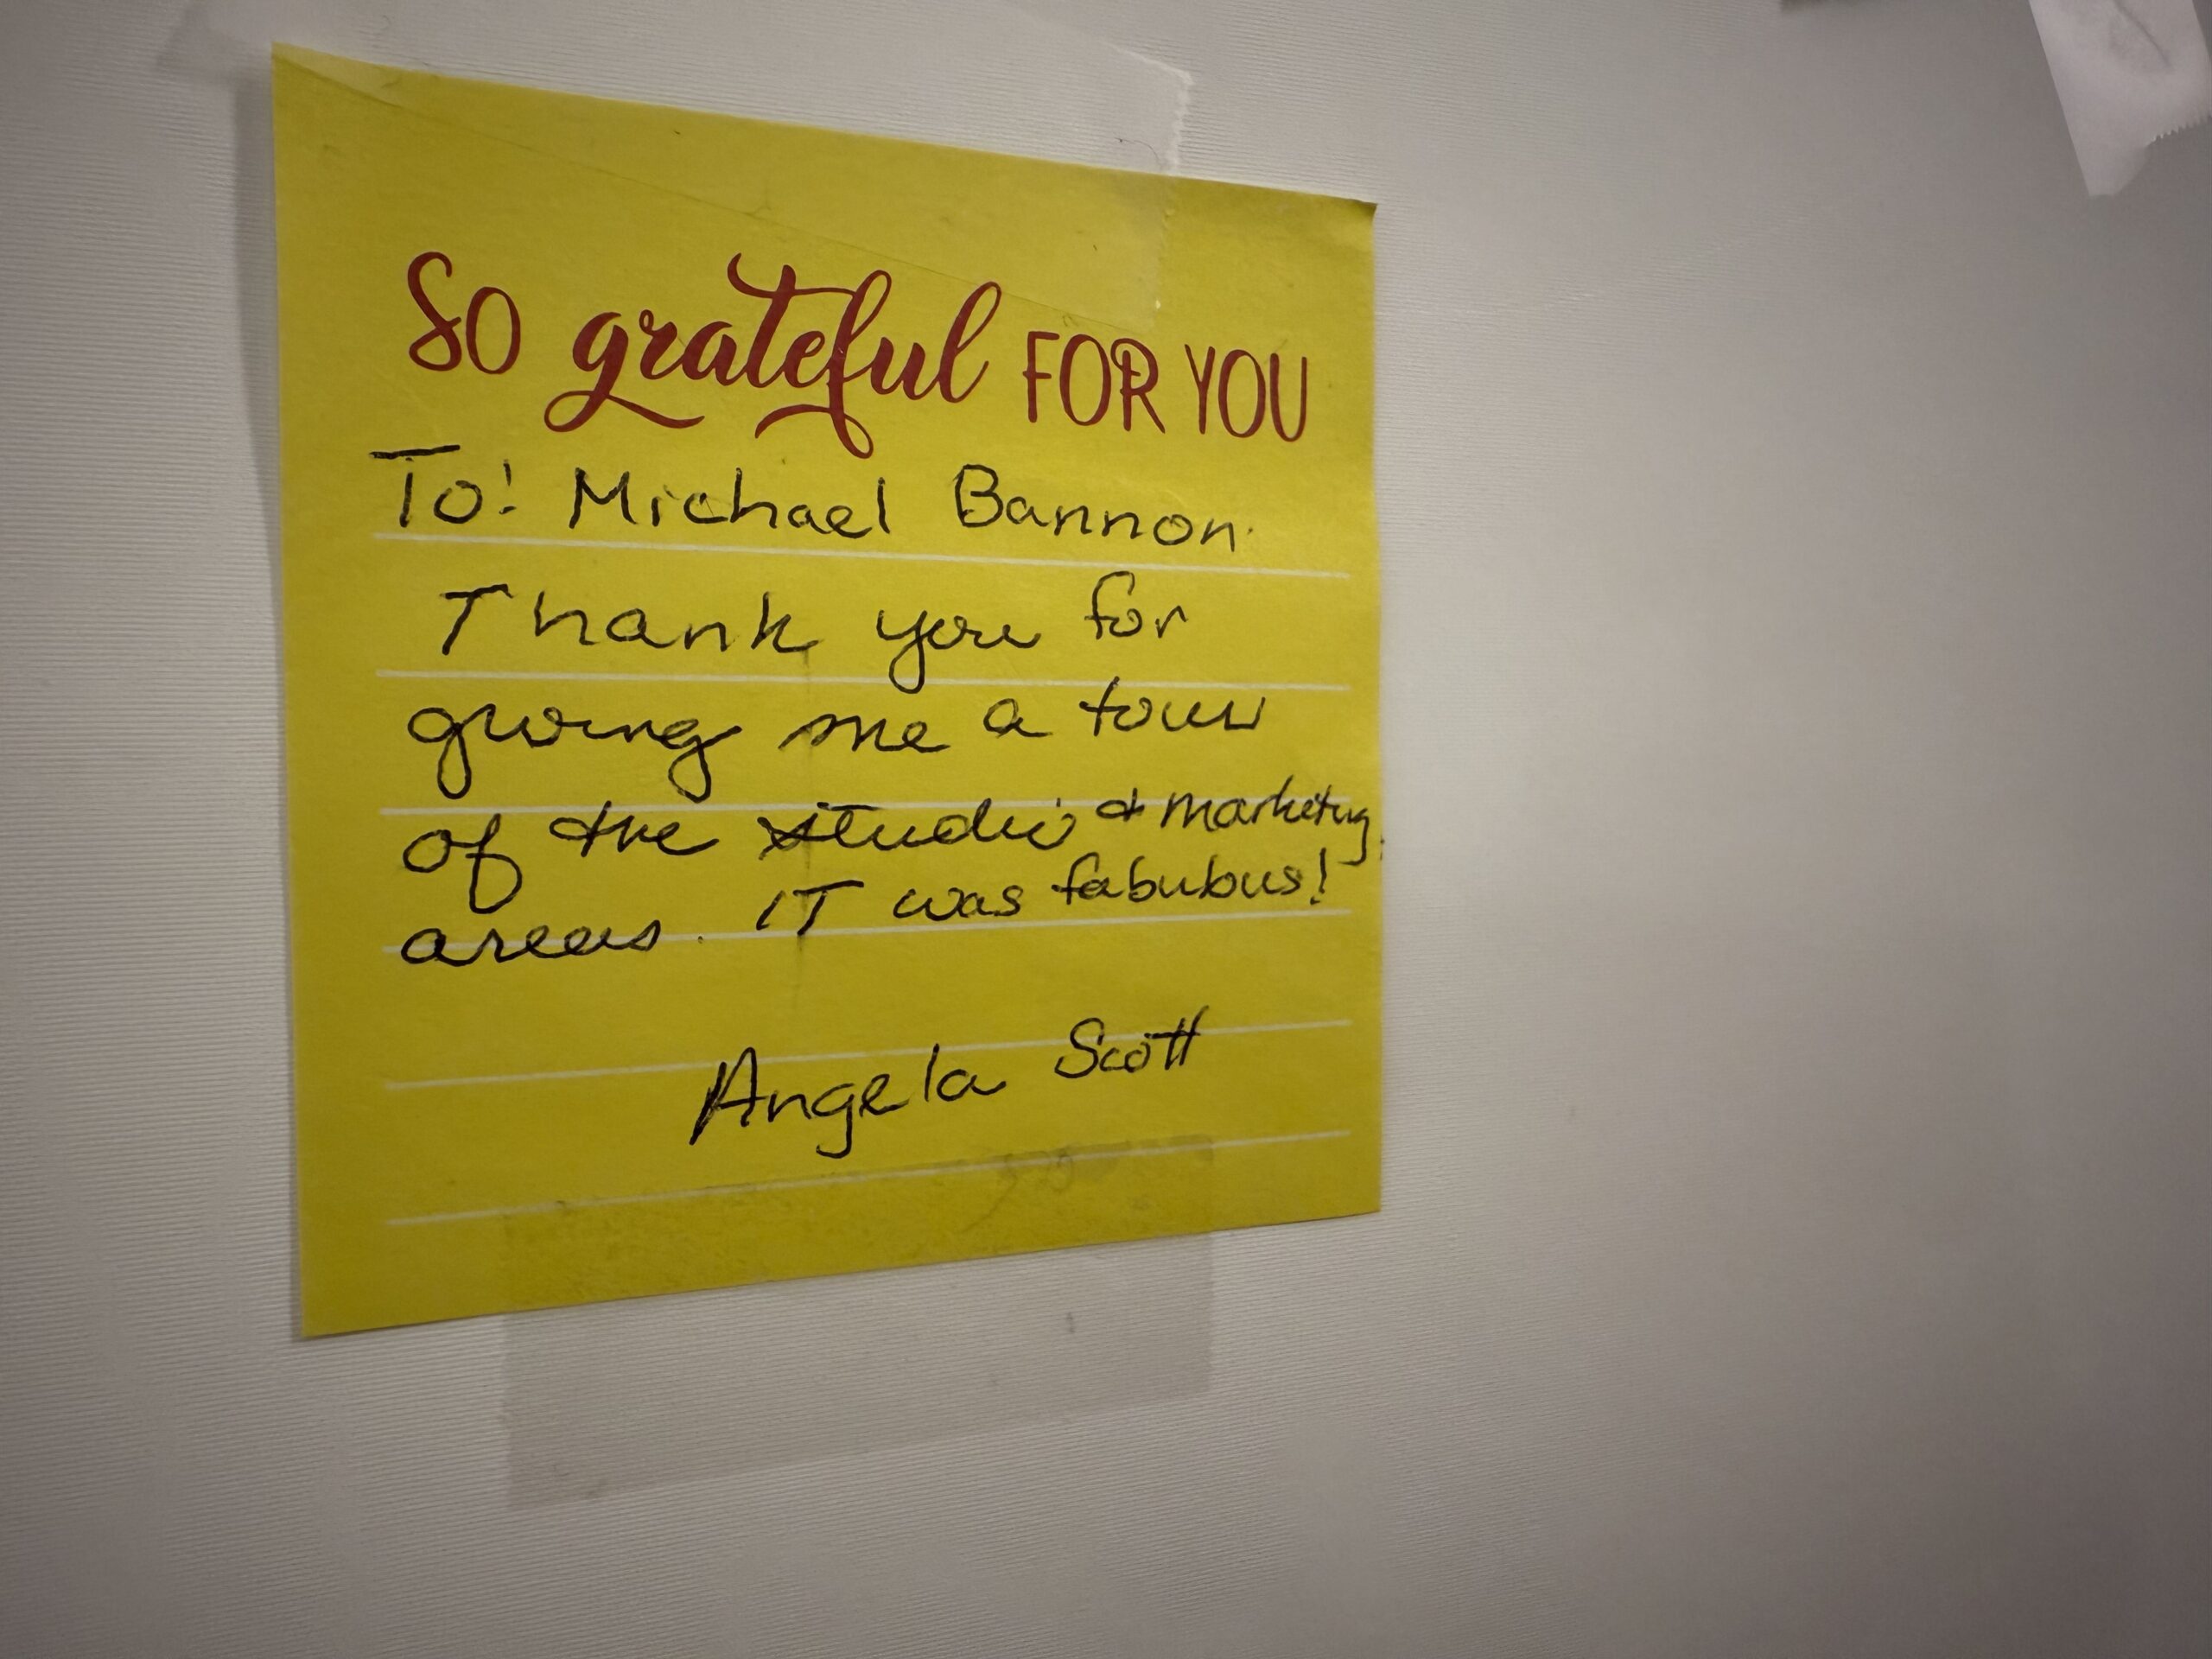 SO grateful FOR YOU
To: Michael Bannon.
Thank you for
giving me a tour
of the studio & marketing
areas. IT was fabulous!
Angela Scott